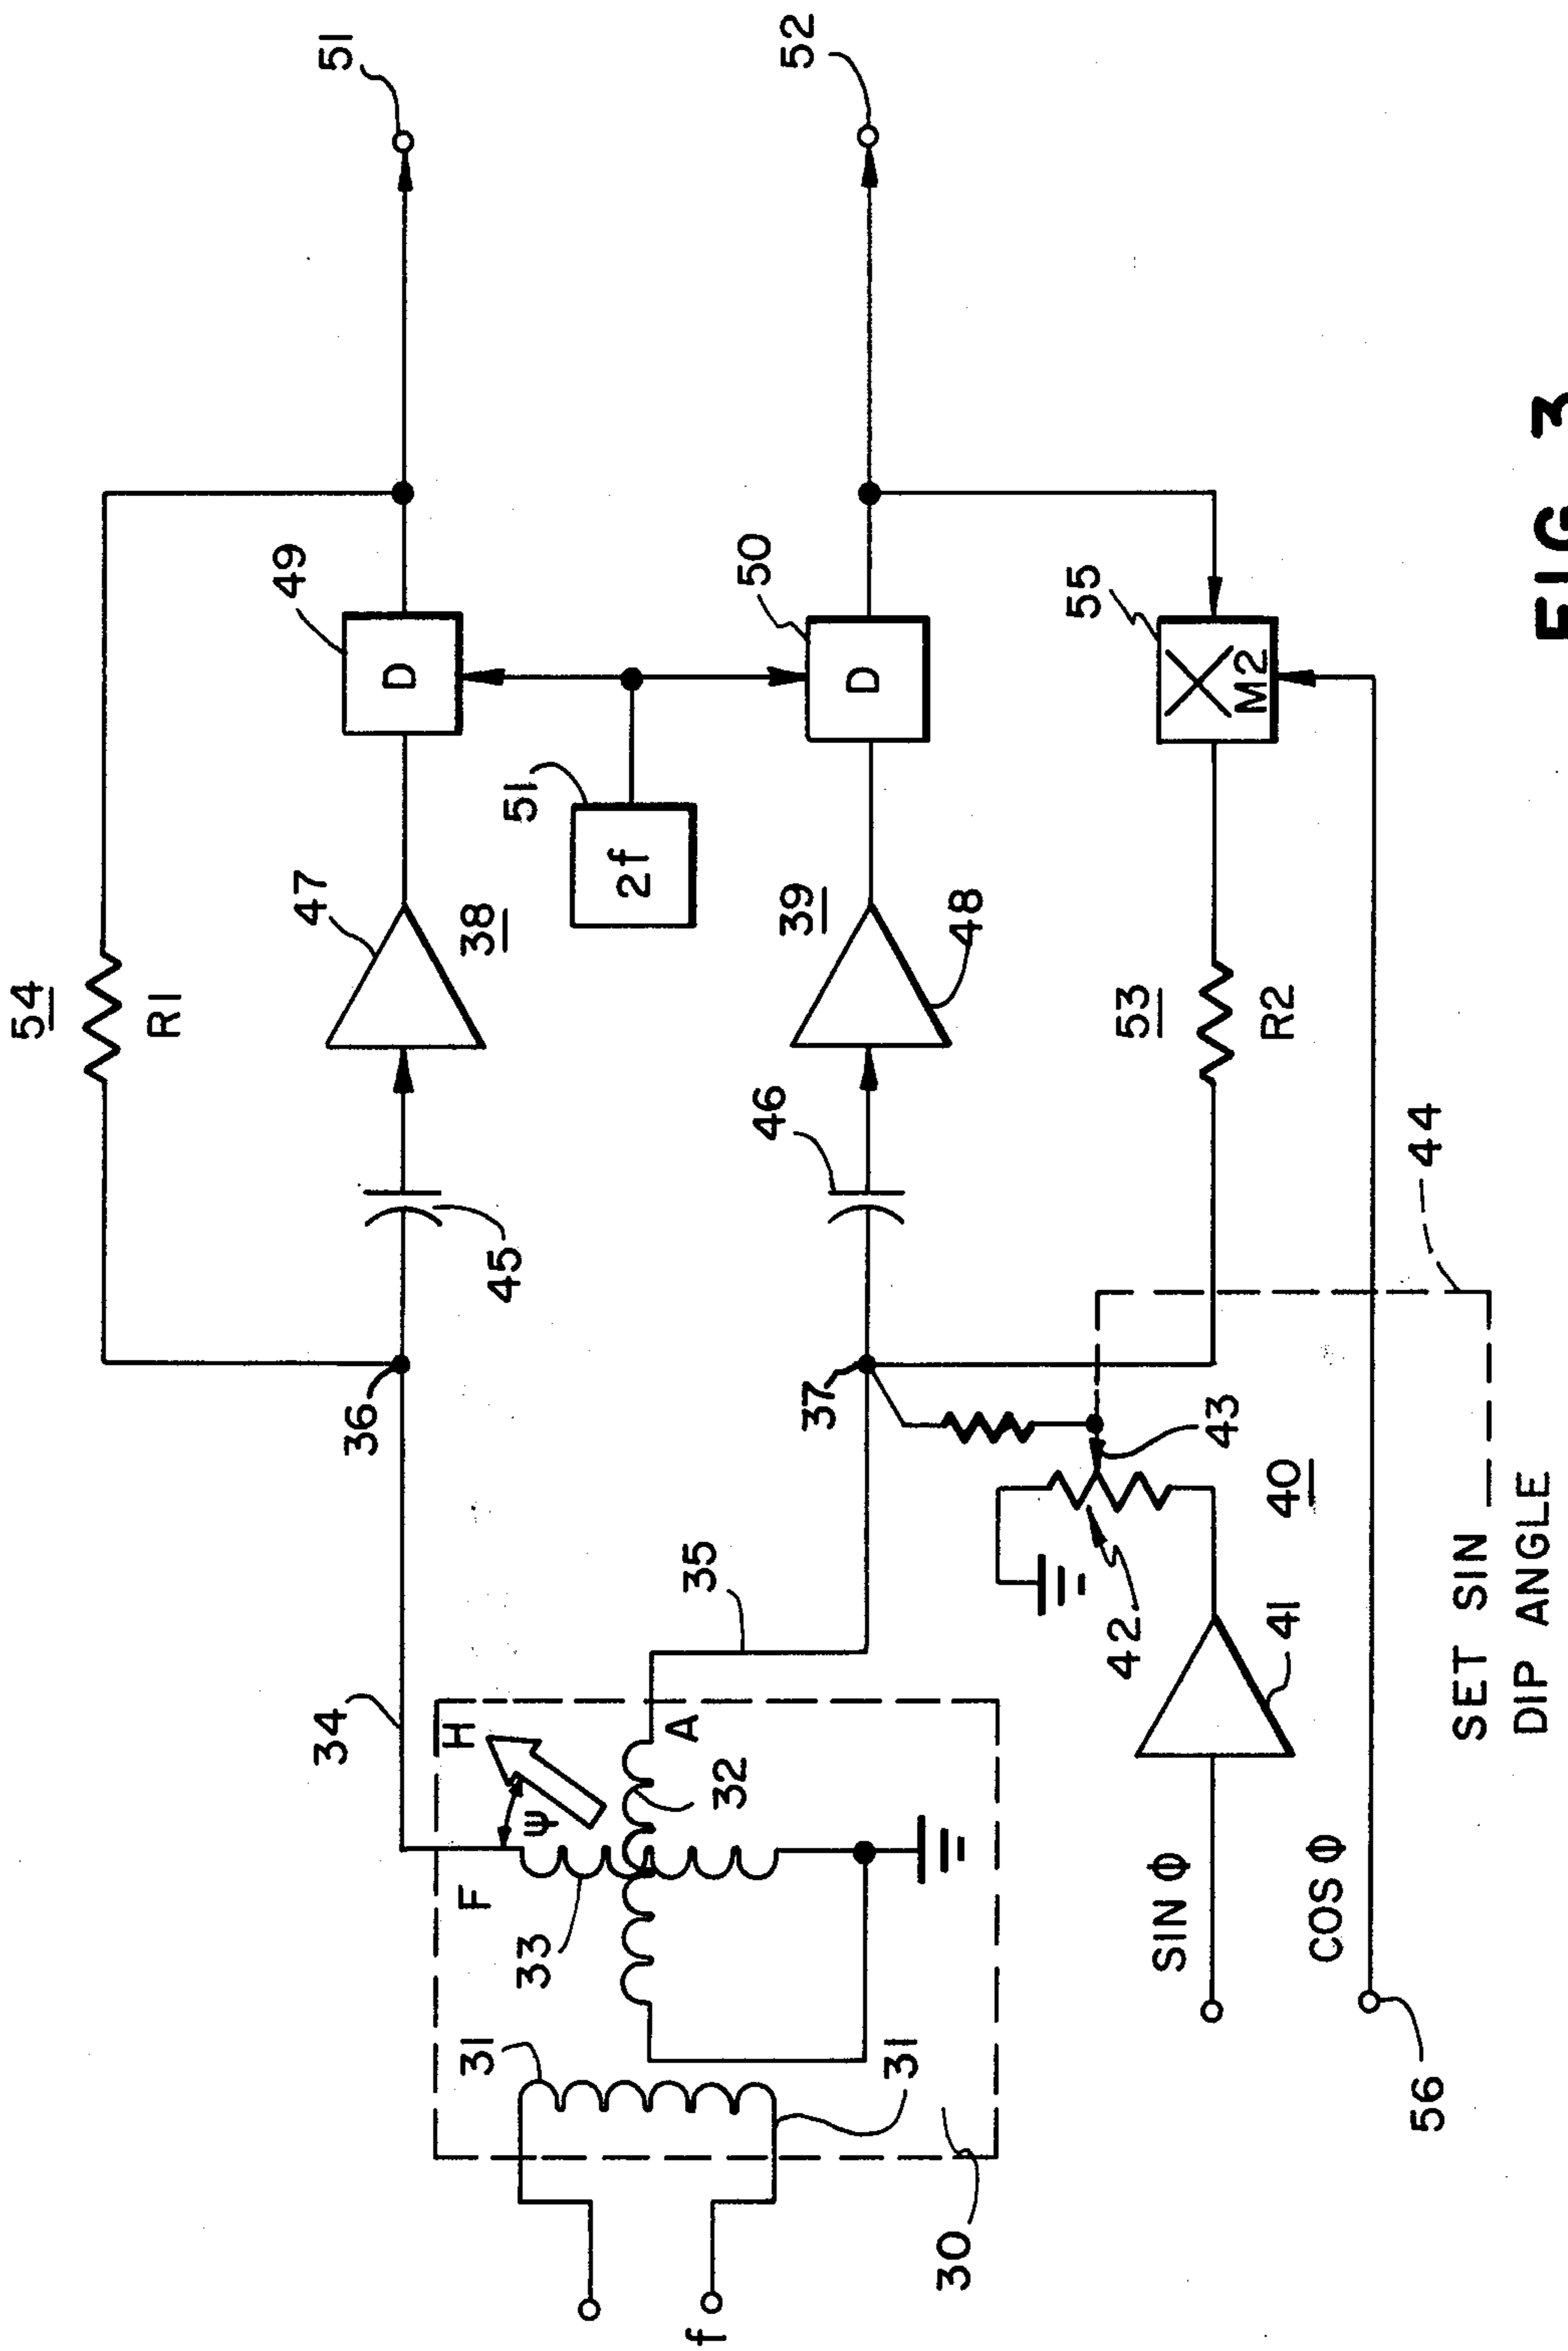 54
R1
51
49
47
38
D
34
36
45
51
2f
H
ψ
F
33
31
32
A
35
37
46
39
48
50
D
52
31
30
f
42
43
40
41
53
R2
55
M2
44
SIN Φ
COS Φ
56
SET SIN
DIP ANGLE
FIG 3